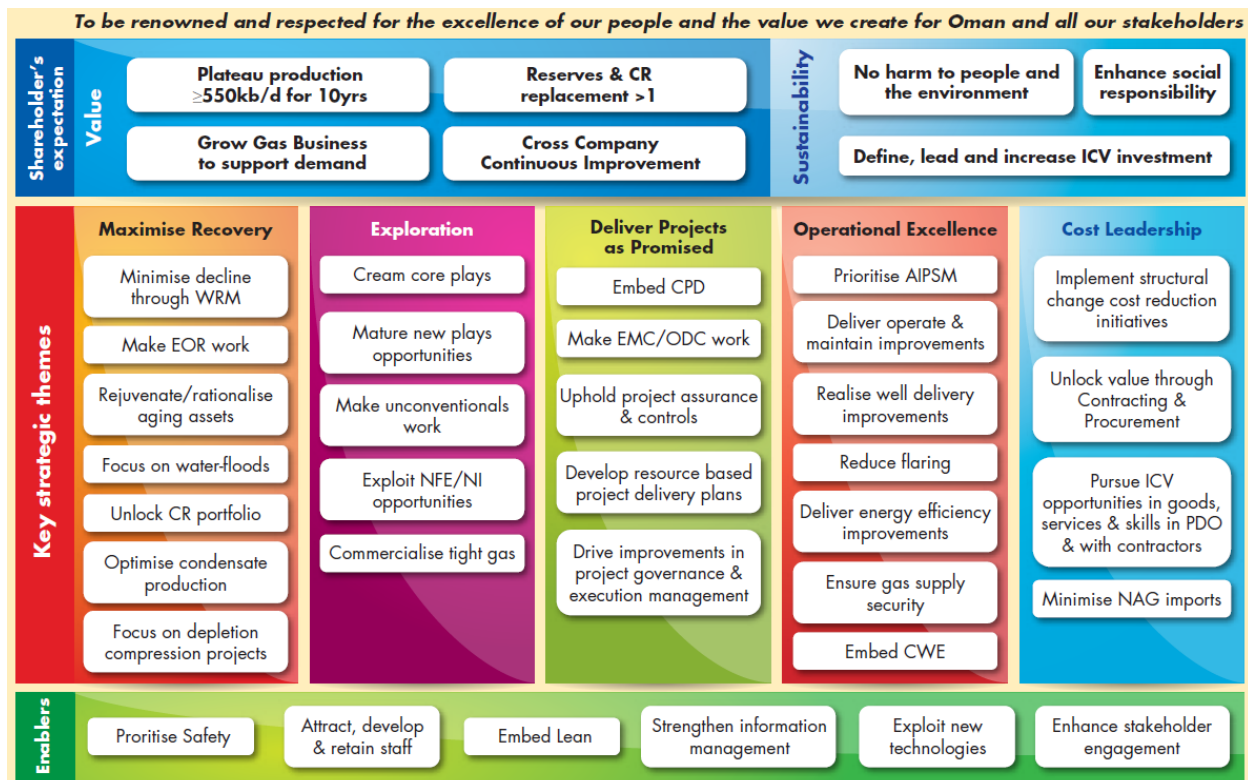 To be renowned and respected for the excellence of our people and the value we create for Oman and all our stakeholders
Shareholder's
expectation
Value
Plateau production
≥550kb/d for 10yrs
Reserves & CR
replacement >1
Grow Gas Business
to support demand
Cross Company
Continuous Improvement
Sustainability
No harm to people and
the environment
Enhance social
responsibility
Define, lead and increase ICV investment
Key strategic themes
Maximise Recovery
Minimise decline
through WRM
Make EOR work
Rejuvenate/rationalise
aging assets
Focus on water-floods
Unlock CR portfolio
Optimise condensate
production
Focus on depletion
compression projects
Exploration
Cream core plays
Mature new plays
opportunities
Make unconventionals
work
Exploit NFE/NI
opportunities
Commercialise tight gas
Deliver Projects
as Promised
Embed CPD
Make EMC/ODC work
Uphold project assurance
& controls
Develop resource based
project delivery plans
Drive improvements in
project governance &
execution management
Operational Excellence
Prioritise AIPSM
Deliver operate &
maintain improvements
Realise well delivery
improvements
Reduce flaring
Deliver energy efficiency
improvements
Ensure gas supply
security
Embed CWE
Cost Leadership
Implement structural
change cost reduction
initiatives
Unlock value through
Contracting &
Procurement
Pursue ICV
opportunities in goods,
services & skills in PDO
& with contractors
Minimise NAG imports
Enablers
Proritise Safety
Attract, develop
& retain staff
Embed Lean
Strengthen information
management
Exploit new
technologies
Enhance stakeholder
engagement